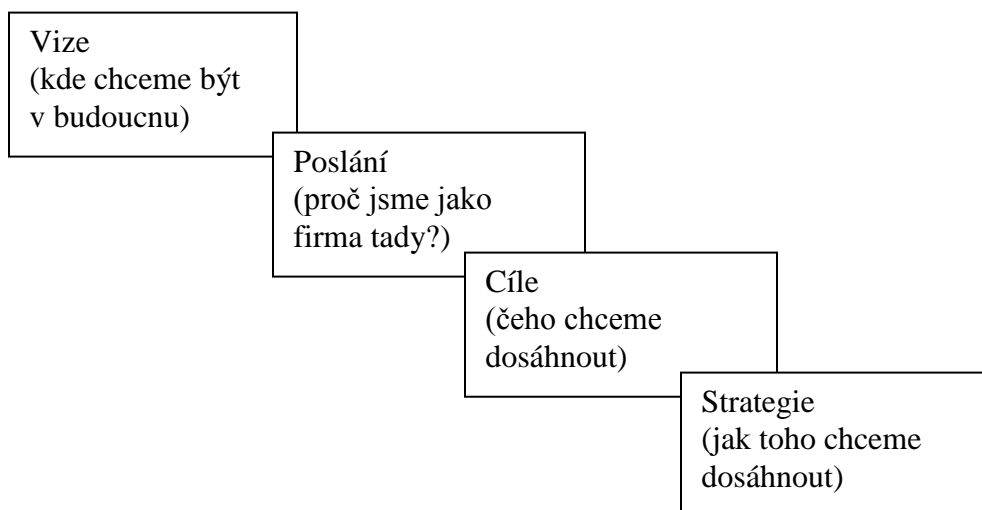 Vize
(kde chceme být
v budoucnu)
Poslání
(proč jsme jako
firma tady?)
Cíle
(čeho chceme
dosáhnout)
Strategie
(jak toho chceme
dosáhnout)